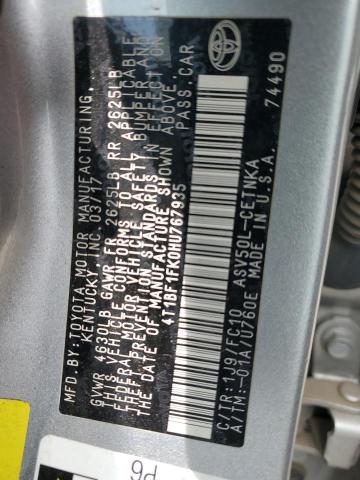 MFD.BY:TOYOTA MOTOR MANUFACTURING,
KENTUCKY, INC. 03/17
GVWR 4630LB GAWR FR 2625LB RR 2625LB
THIS VEHICLE CONFORMS TO ALL APPLICABLE
FEDERAL MOTOR VEHICLE SAFETY, BUMPER, AND
THEFT PREVENTION STANDARDS IN EFFECT ON
THE DATE OF MANUFACTURE SHOWN ABOVE.
4T1BF1FK0HU767935 PASS.CAR
C/TR:1J9/FC10 ASV50L-CETNKA
A/TM:-01A/U760E MADE IN U.S.A.
TOYOTA
74490